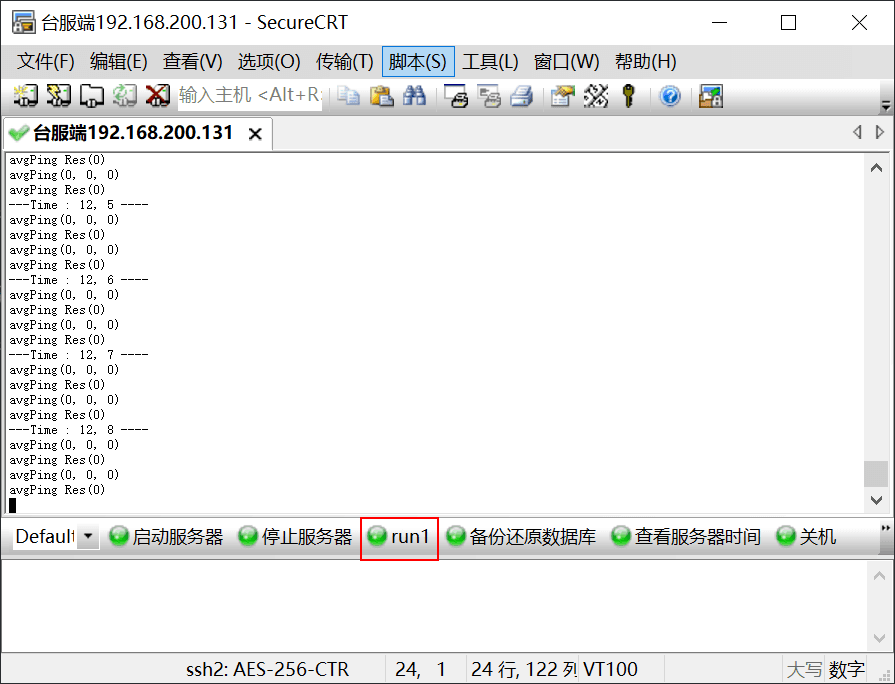 台服端192.168.200.131 - SecureCRT
文件(F) 编辑(E) 查看(V) 选项(O) 传输(T) 脚本(S) 工具(L) 窗口(W) 帮助(H)
输入主机 <Alt+R>
台服端192.168.200.131
avgPing Res(0)
avgPing(0, 0, 0)
avgPing Res(0)
---Time : 12, 5 ----
avgPing(0, 0, 0)
avgPing Res(0)
avgPing(0, 0, 0)
avgPing Res(0)
---Time : 12, 6 ----
avgPing(0, 0, 0)
avgPing Res(0)
avgPing(0, 0, 0)
avgPing Res(0)
---Time : 12, 7 ----
avgPing(0, 0, 0)
avgPing Res(0)
avgPing(0, 0, 0)
avgPing Res(0)
---Time : 12, 8 ----
avgPing(0, 0, 0)
avgPing Res(0)
avgPing(0, 0, 0)
avgPing Res(0)
Default 启动服务器 停止服务器 run1 备份还原数据库 查看服务器时间 关机
ssh2: AES-256-CTR 24, 1 24 行, 122 列 VT100 大写 数字